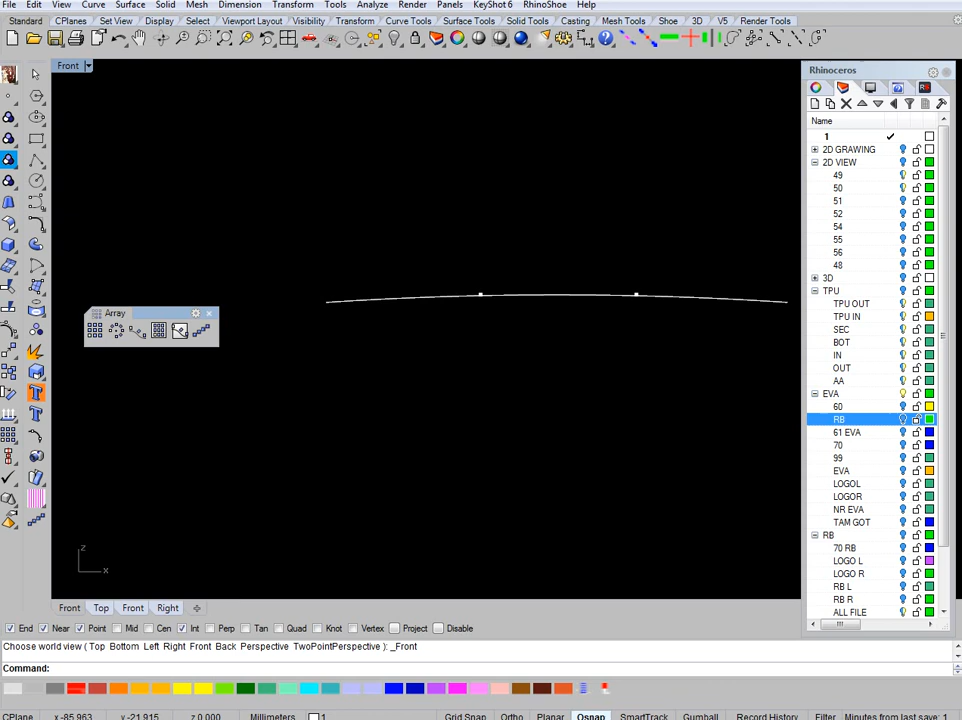 File Edit View Curve Surface Solid Mesh Dimension Transform Tools Analyze Render Panels KeyShot 6 RhinoShoe Help
Standard CPlanes Set View Display Select Viewport Layout Visibility Transform Curve Tools Surface Tools Solid Tools Casting Mesh Tools Shoe 3D V5 Render Tools
Front
Rhinoceros
Name
1
2D GRAWING
2D VIEW
49
50
51
52
54
55
56
48
3D
TPU
TPU OUT
TPU IN
SEC
BOT
IN
OUT
AA
EVA
60
RB
61 EVA
70
99
EVA
LOGOL
LOGOR
NR EVA
TAM GOT
RB
70 RB
LOGO L
LOGO R
RB L
RB R
ALL FILE
Array
z
x
Front Top Front Right
End Near Point Mid Cen Int Perp Tan Quad Knot Vertex Project Disable
Choose world view ( Top Bottom Left Right Front Back Perspective TwoPointPerspective ): _Front
Command:
CPlane x -85.963 y -21.915 z 0.000 Millimeters 1 Grid Snap Ortho Planar Osnap SmartTrack Gumball Record History Filter Minutes from last save: 1